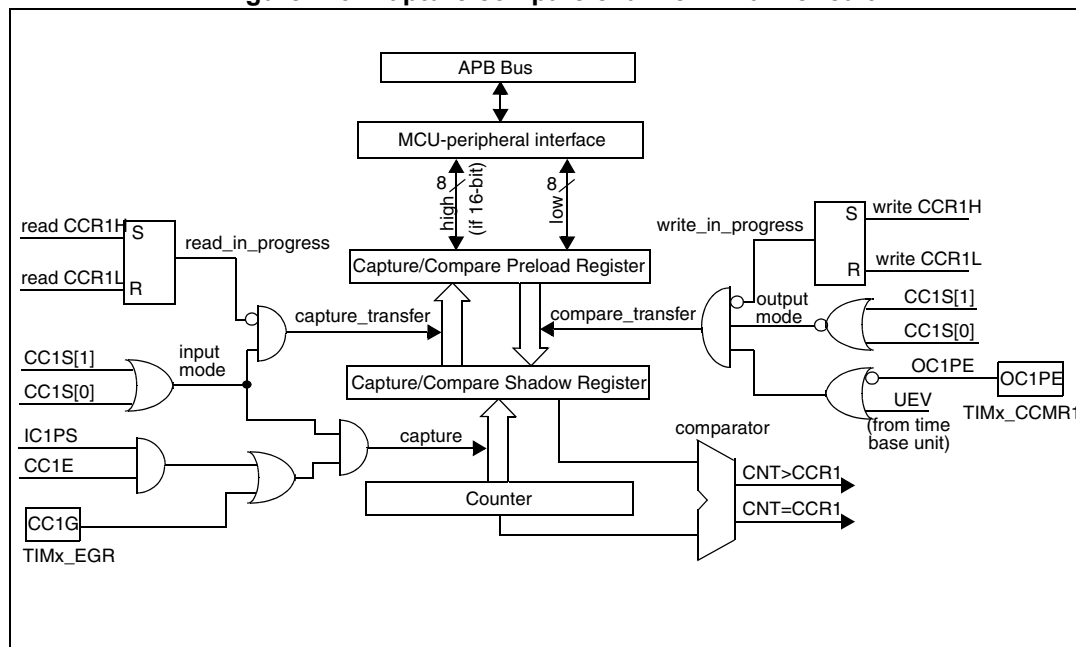 APB Bus
MCU-peripheral interface
8
high
(if 16-bit)
8
low
read CCR1H
S
read_in_progress
read CCR1L
R
write_in_progress
S
write CCR1H
R
write CCR1L
Capture/Compare Preload Register
capture_transfer
compare_transfer
output
mode
CC1S[1]
CC1S[0]
CC1S[1]
CC1S[0]
input
mode
Capture/Compare Shadow Register
OC1PE
OC1PE
UEV
TIMx_CCMR1
(from time
base unit)
IC1PS
CC1E
capture
comparator
Counter
CNT>CCR1
CNT=CCR1
CC1G
TIMx_EGR